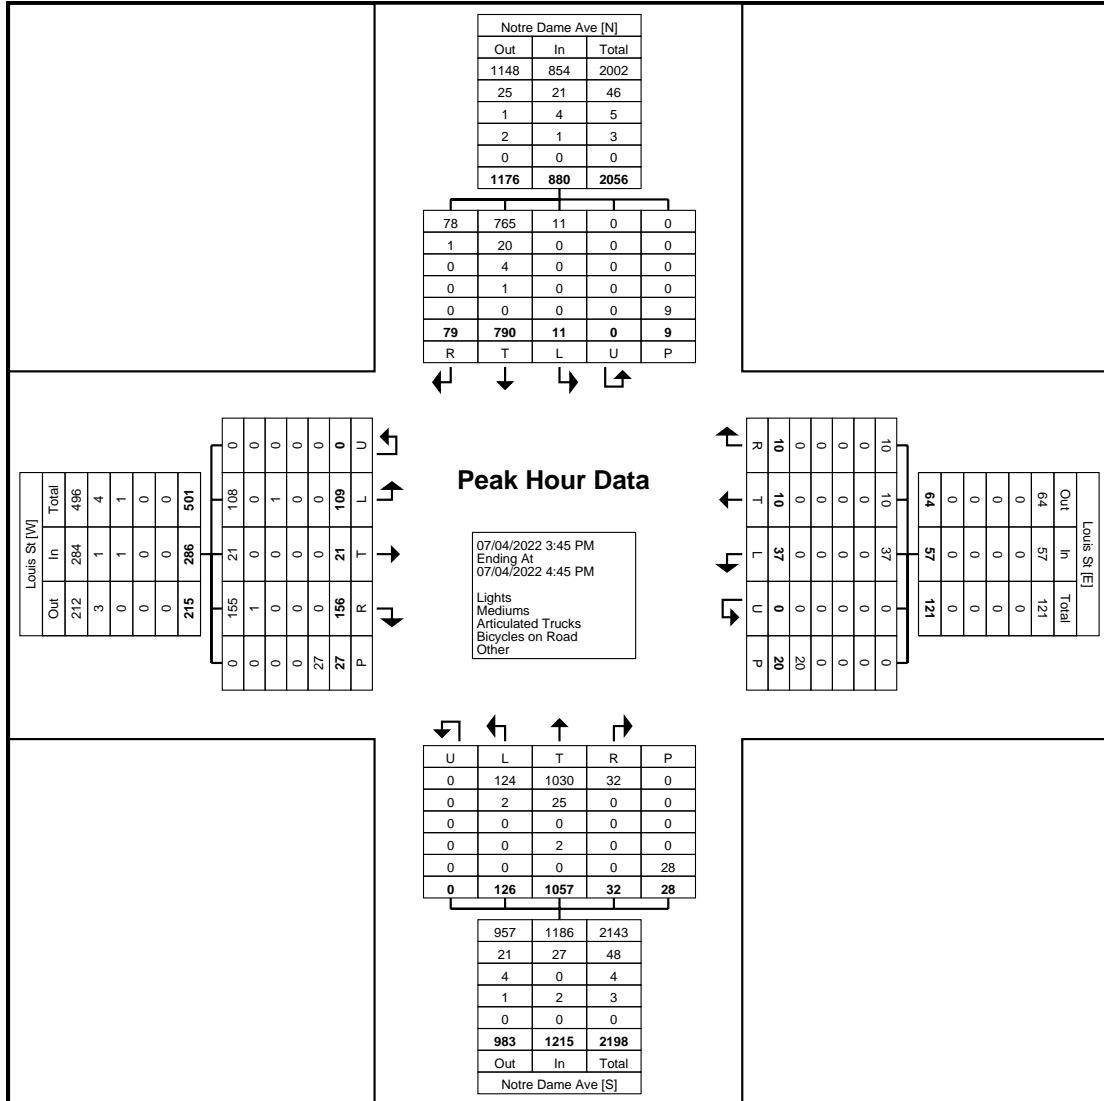 Notre Dame Ave [N]
Out In Total
1148 854 2002
25 21 46
1 4 5
2 1 3
0 0 0
1176 880 2056
78 765 11 0 0
1 20 0 0 0
0 4 0 0 0
0 1 0 0 0
0 0 0 0 9
79 790 11 0 9
R T L U P
Louis St [W]
Total 496 4 1 0 0 501
In 284 1 1 0 0 286
Out 212 3 0 0 0 215
0 0 0 0 0 0 U
108 0 1 0 0 109 L
21 0 0 0 0 21 T
155 1 0 0 0 156 R
0 0 0 0 27 27 P
Peak Hour Data
07/04/2022 3:45 PM
Ending At
07/04/2022 4:45 PM
Lights
Mediums
Articulated Trucks
Bicycles on Road
Other
R 10 0 0 0 0 10
T 10 0 0 0 0 10
L 37 0 0 0 0 37
U 0 0 0 0 0 0
P 20 20 0 0 0 0
64 0 0 0 0 64 Out
57 0 0 0 0 57 In
121 0 0 0 0 121 Total
Louis St [E]
U L T R P
0 124 1030 32 0
0 2 25 0 0
0 0 0 0 0
0 0 2 0 0
0 0 0 0 28
0 126 1057 32 28
957 1186 2143
21 27 48
4 0 4
1 2 3
0 0 0
983 1215 2198
Out In Total
Notre Dame Ave [S]